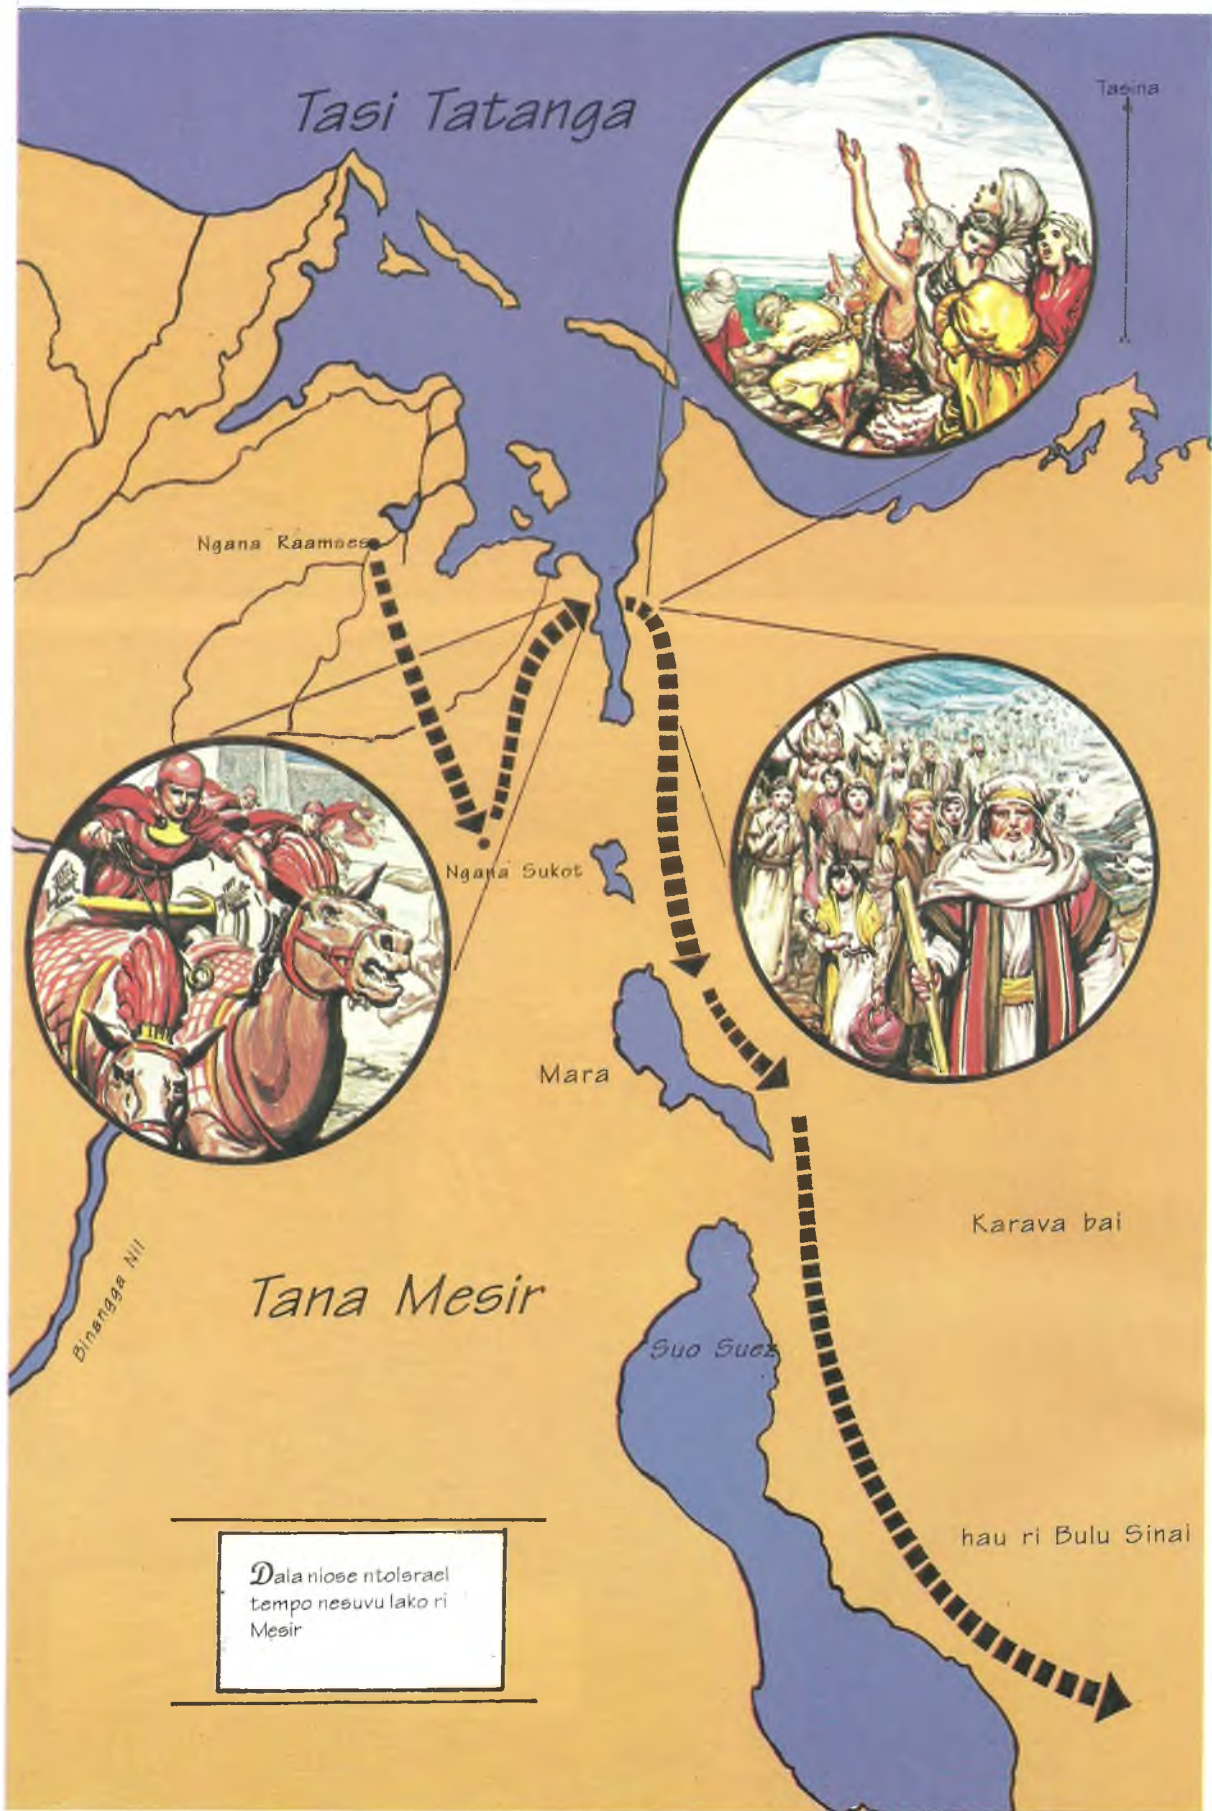 Tasi Tatanga
Tasina
Ngana Raamses
Ngana Sukot
Mara
Karava bai
Binangga Nil
Tana Mesir
Suo Suez
hau ri Bulu Sinai
Dala niose ntoIsrael
tempo nesuvu lako ri
Mesir